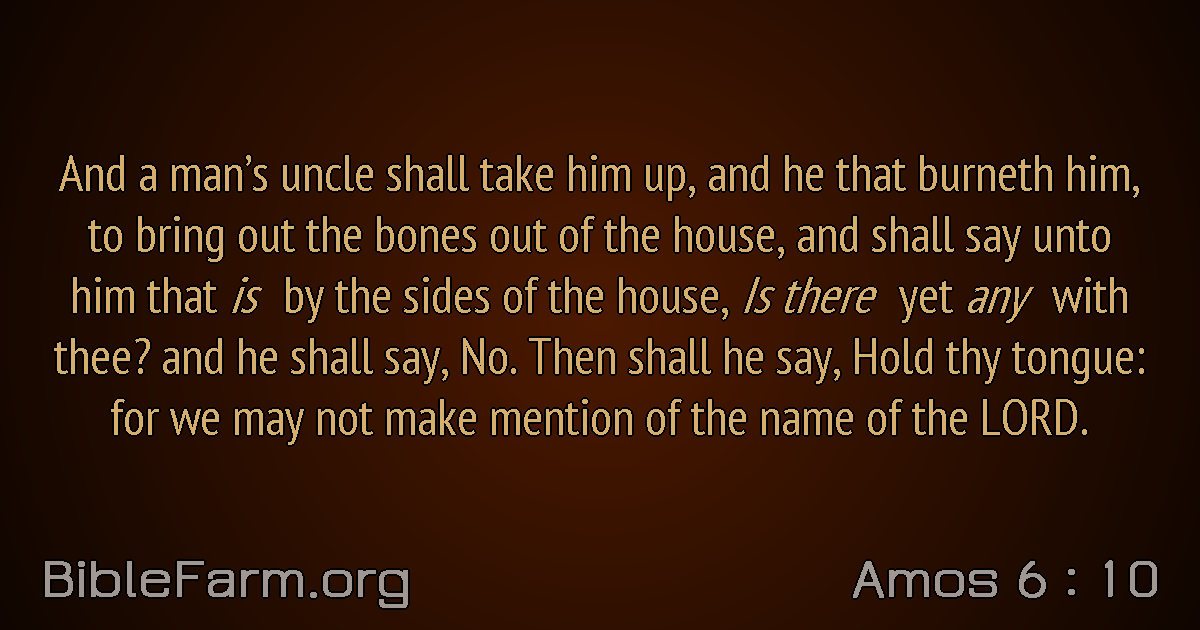 And a man’s uncle shall take him up, and he that burneth him,
to bring out the bones out of the house, and shall say unto
him that is by the sides of the house, Is there yet any with
thee? and he shall say, No. Then shall he say, Hold thy tongue:
for we may not make mention of the name of the LORD.
BibleFarm.org
Amos 6 : 10